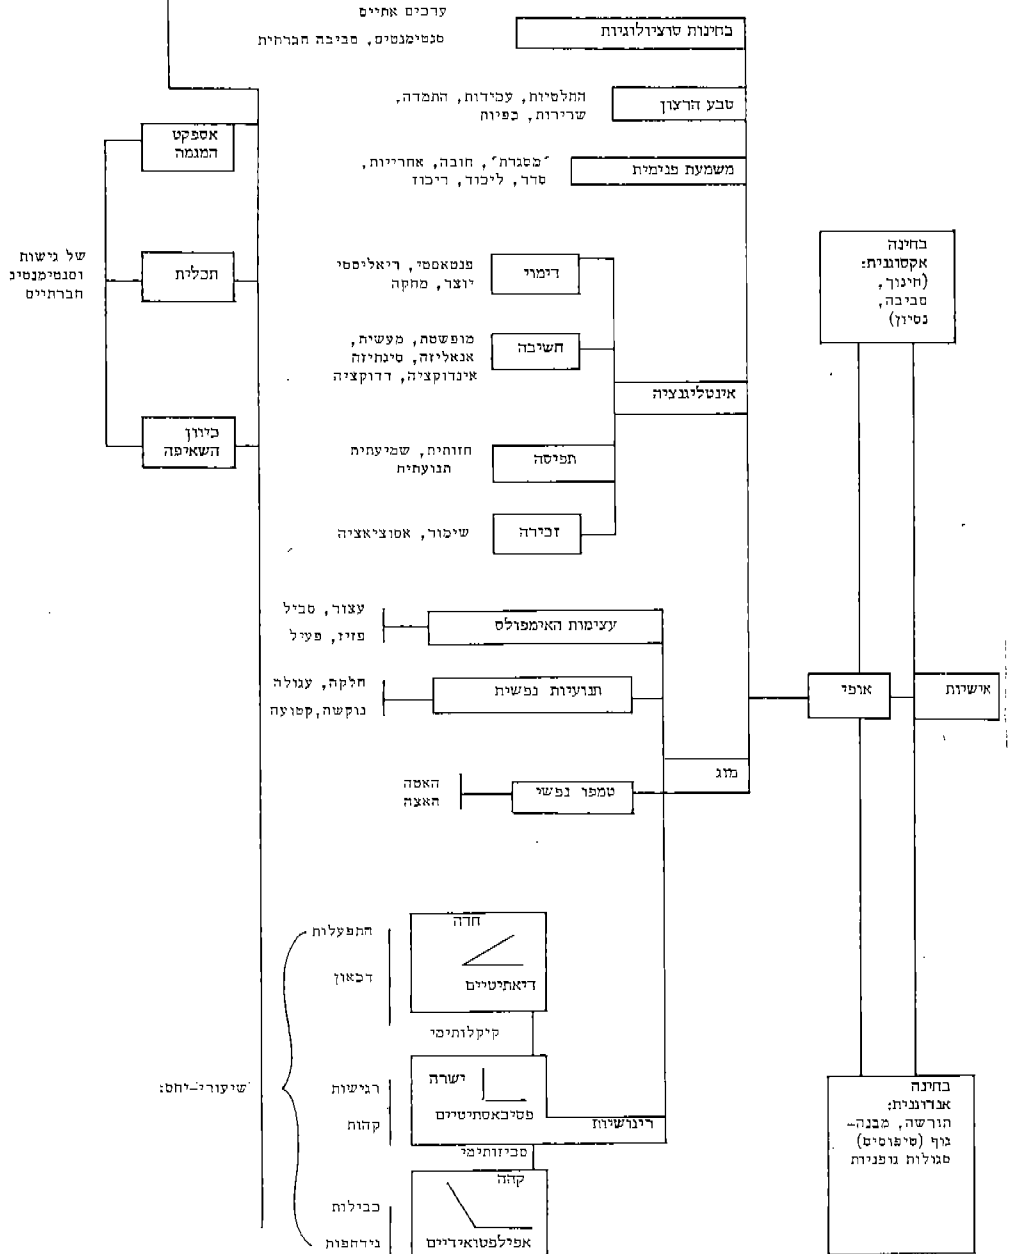 ערכים אתיים
סנטימנטים, סביבה חברתית
בחינות סוציולוגיות
טבע הרצון
החלטיות, עמידות, התמדה,
שרירות, כפיות
משמעת פנימית
"מסגרת", חובה, אחרייות,
סדר, ליכוד, ריכוז
אספקט
המגמה
תכלית
כיוון
השאיפה
של גישות
וסנטימנטים
חברתיים
דימוי
פנטאסטי, ריאליסטי
יוצר, מחקה
חשיבה
מופשטת, מעשית,
אנאליזה, סינתיזה
אינדוקציה, דדוקציה
אינטליגנציה
תפיסה
חזותית, שמיעתית
תנועתית
זכירה
שימור, אסוציאציה
בחינה
אקסוגנית:
(חינוך,
סביבה,
נסיון)
אישיות
אופי
עצימות האימפולס
עצור, סביל
פזיז, פעיל
תנועיות נפשית
חלקה, עגולה
נוקשה, קטועה
מזג
טמפו נפשי
האטה
האצה
חדה
דיאתיטיים
התפעלות
דכאון
קיקלותימי
ישרה
פסיכאסתיטיים
רגישות
קהות
ריגושיות
סכיזותימי
קהה
אפילפטואידיים
כבילות
נידחפות
שיעורי-יחס:
בחינה
אנדוגנית:
תורשה, מבנה-
גוף (טיפוסים)
סגולות גופניות